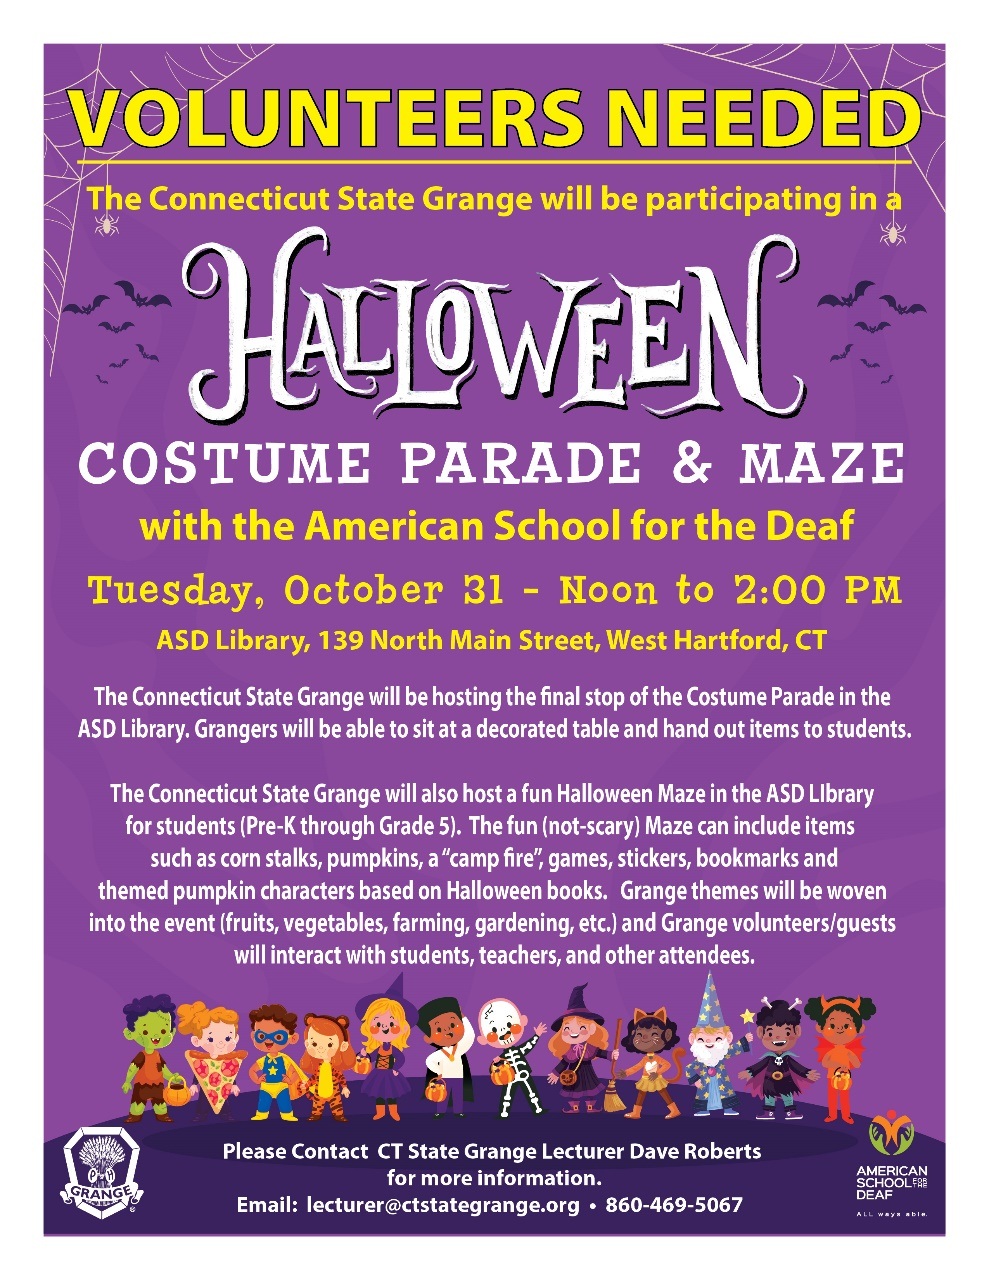 VOLUNTEERS NEEDED
The Connecticut State Grange will be participating in a
HALLOWEEN
COSTUME PARADE & MAZE
with the American School for the Deaf
Tuesday, October 31 - Noon to 2:00 PM
ASD Library, 139 North Main Street, West Hartford, CT
The Connecticut State Grange will be hosting the final stop of the Costume Parade in the
ASD Library. Grangers will be able to sit at a decorated table and hand out items to students.
The Connecticut State Grange will also host a fun Halloween Maze in the ASD LIbrary
for students (Pre-K through Grade 5).  The fun (not-scary) Maze can include items
such as corn stalks, pumpkins, a “camp fire”, games, stickers, bookmarks and
themed pumpkin characters based on Halloween books.   Grange themes will be woven
into the event (fruits, vegetables, farming, gardening, etc.) and Grange volunteers/guests
will interact with students, teachers, and other attendees.
Please Contact  CT State Grange Lecturer Dave Roberts
for more information.
Email:  lecturer@ctstategrange.org  •  860-469-5067
P H
GRANGE
®
AMERICAN
SCHOOL FOR THE
DEAF
ALL ways able.